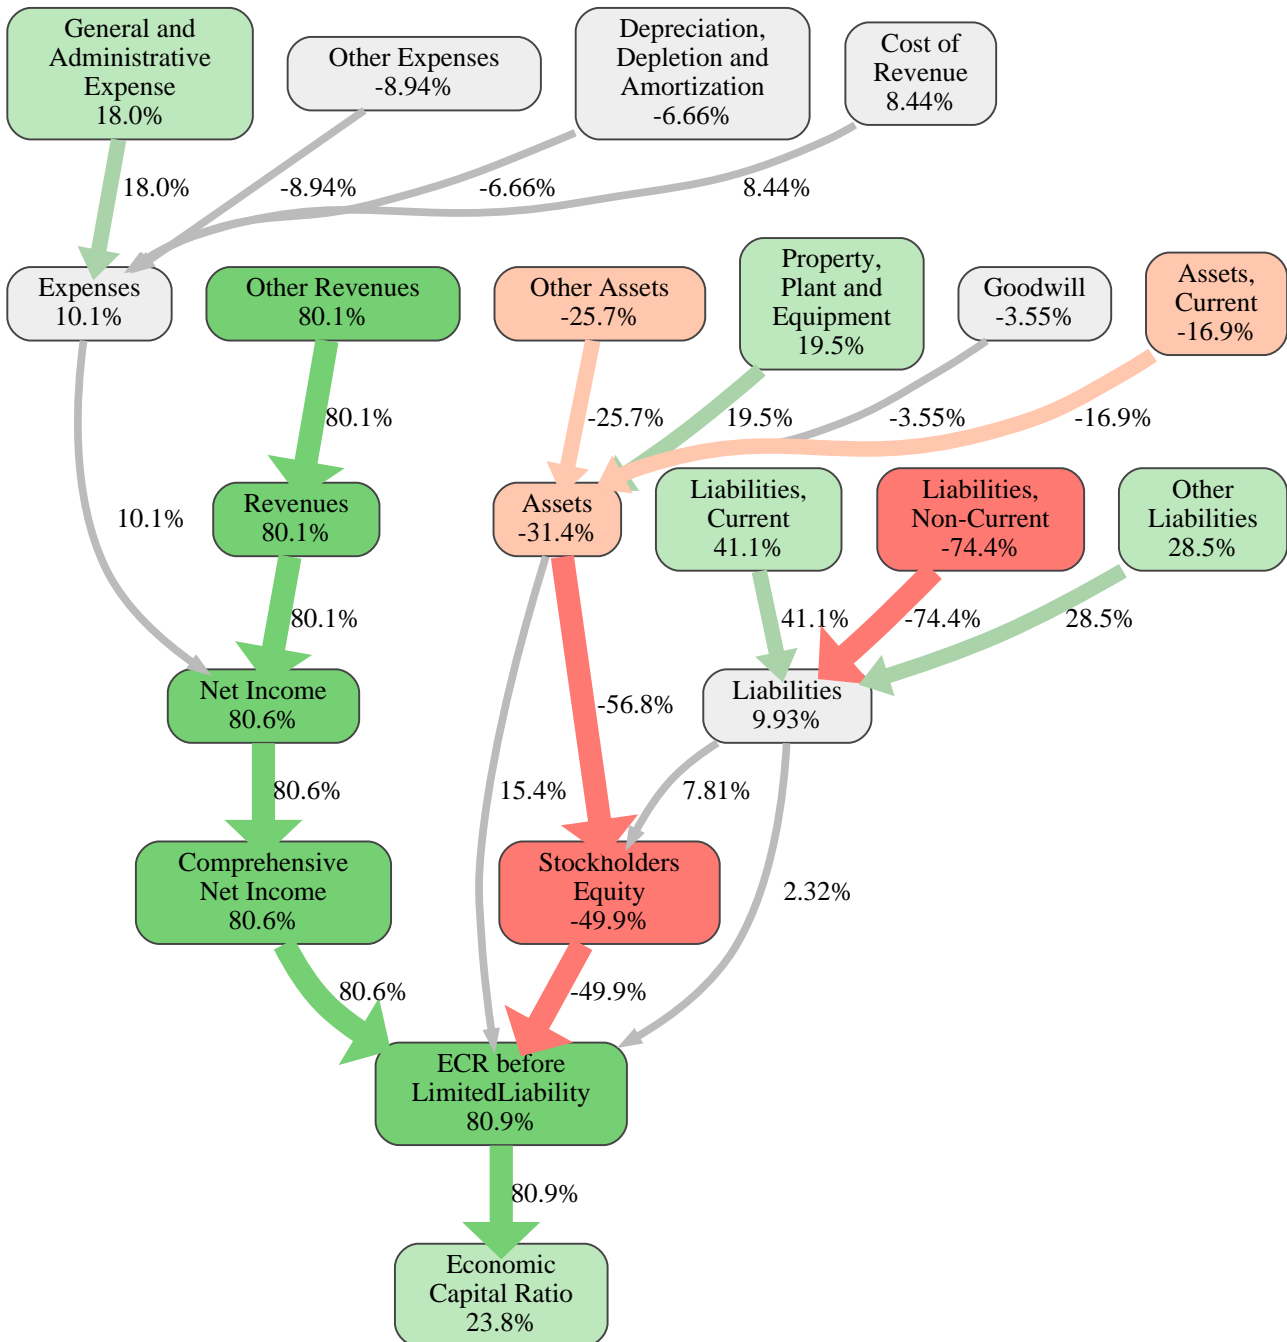 General and
Administrative
Expense
18.0%
Other Expenses
-8.94%
Depreciation,
Depletion and
Amortization
-6.66%
Cost of
Revenue
8.44%
18.0%
-8.94%
-6.66%
8.44%
Expenses
10.1%
Other Revenues
80.1%
Other Assets
-25.7%
Property,
Plant and
Equipment
19.5%
Goodwill
-3.55%
Assets,
Current
-16.9%
80.1%
-25.7%
19.5%
-3.55%
-16.9%
10.1%
Revenues
80.1%
Assets
-31.4%
Liabilities,
Current
41.1%
Liabilities,
Non-Current
-74.4%
Other
Liabilities
28.5%
80.1%
41.1%
-74.4%
28.5%
Net Income
80.6%
-56.8%
Liabilities
9.93%
80.6%
15.4%
7.81%
Comprehensive
Net Income
80.6%
Stockholders
Equity
-49.9%
2.32%
80.6%
-49.9%
ECR before
LimitedLiability
80.9%
80.9%
Economic
Capital Ratio
23.8%